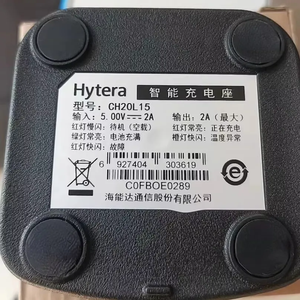 Hytera 智能充电座
型号: CH20L15
输入: 5.00V⎓2A 输出: 2A (最大)
红灯慢闪: 待机 (空载) 红灯常亮: 正在充电
绿灯常亮: 电池充满 橙灯快闪: 温度异常
红灯快闪: 故障
6 927404 303619
C0FBOE0289
海能达通信股份有限公司